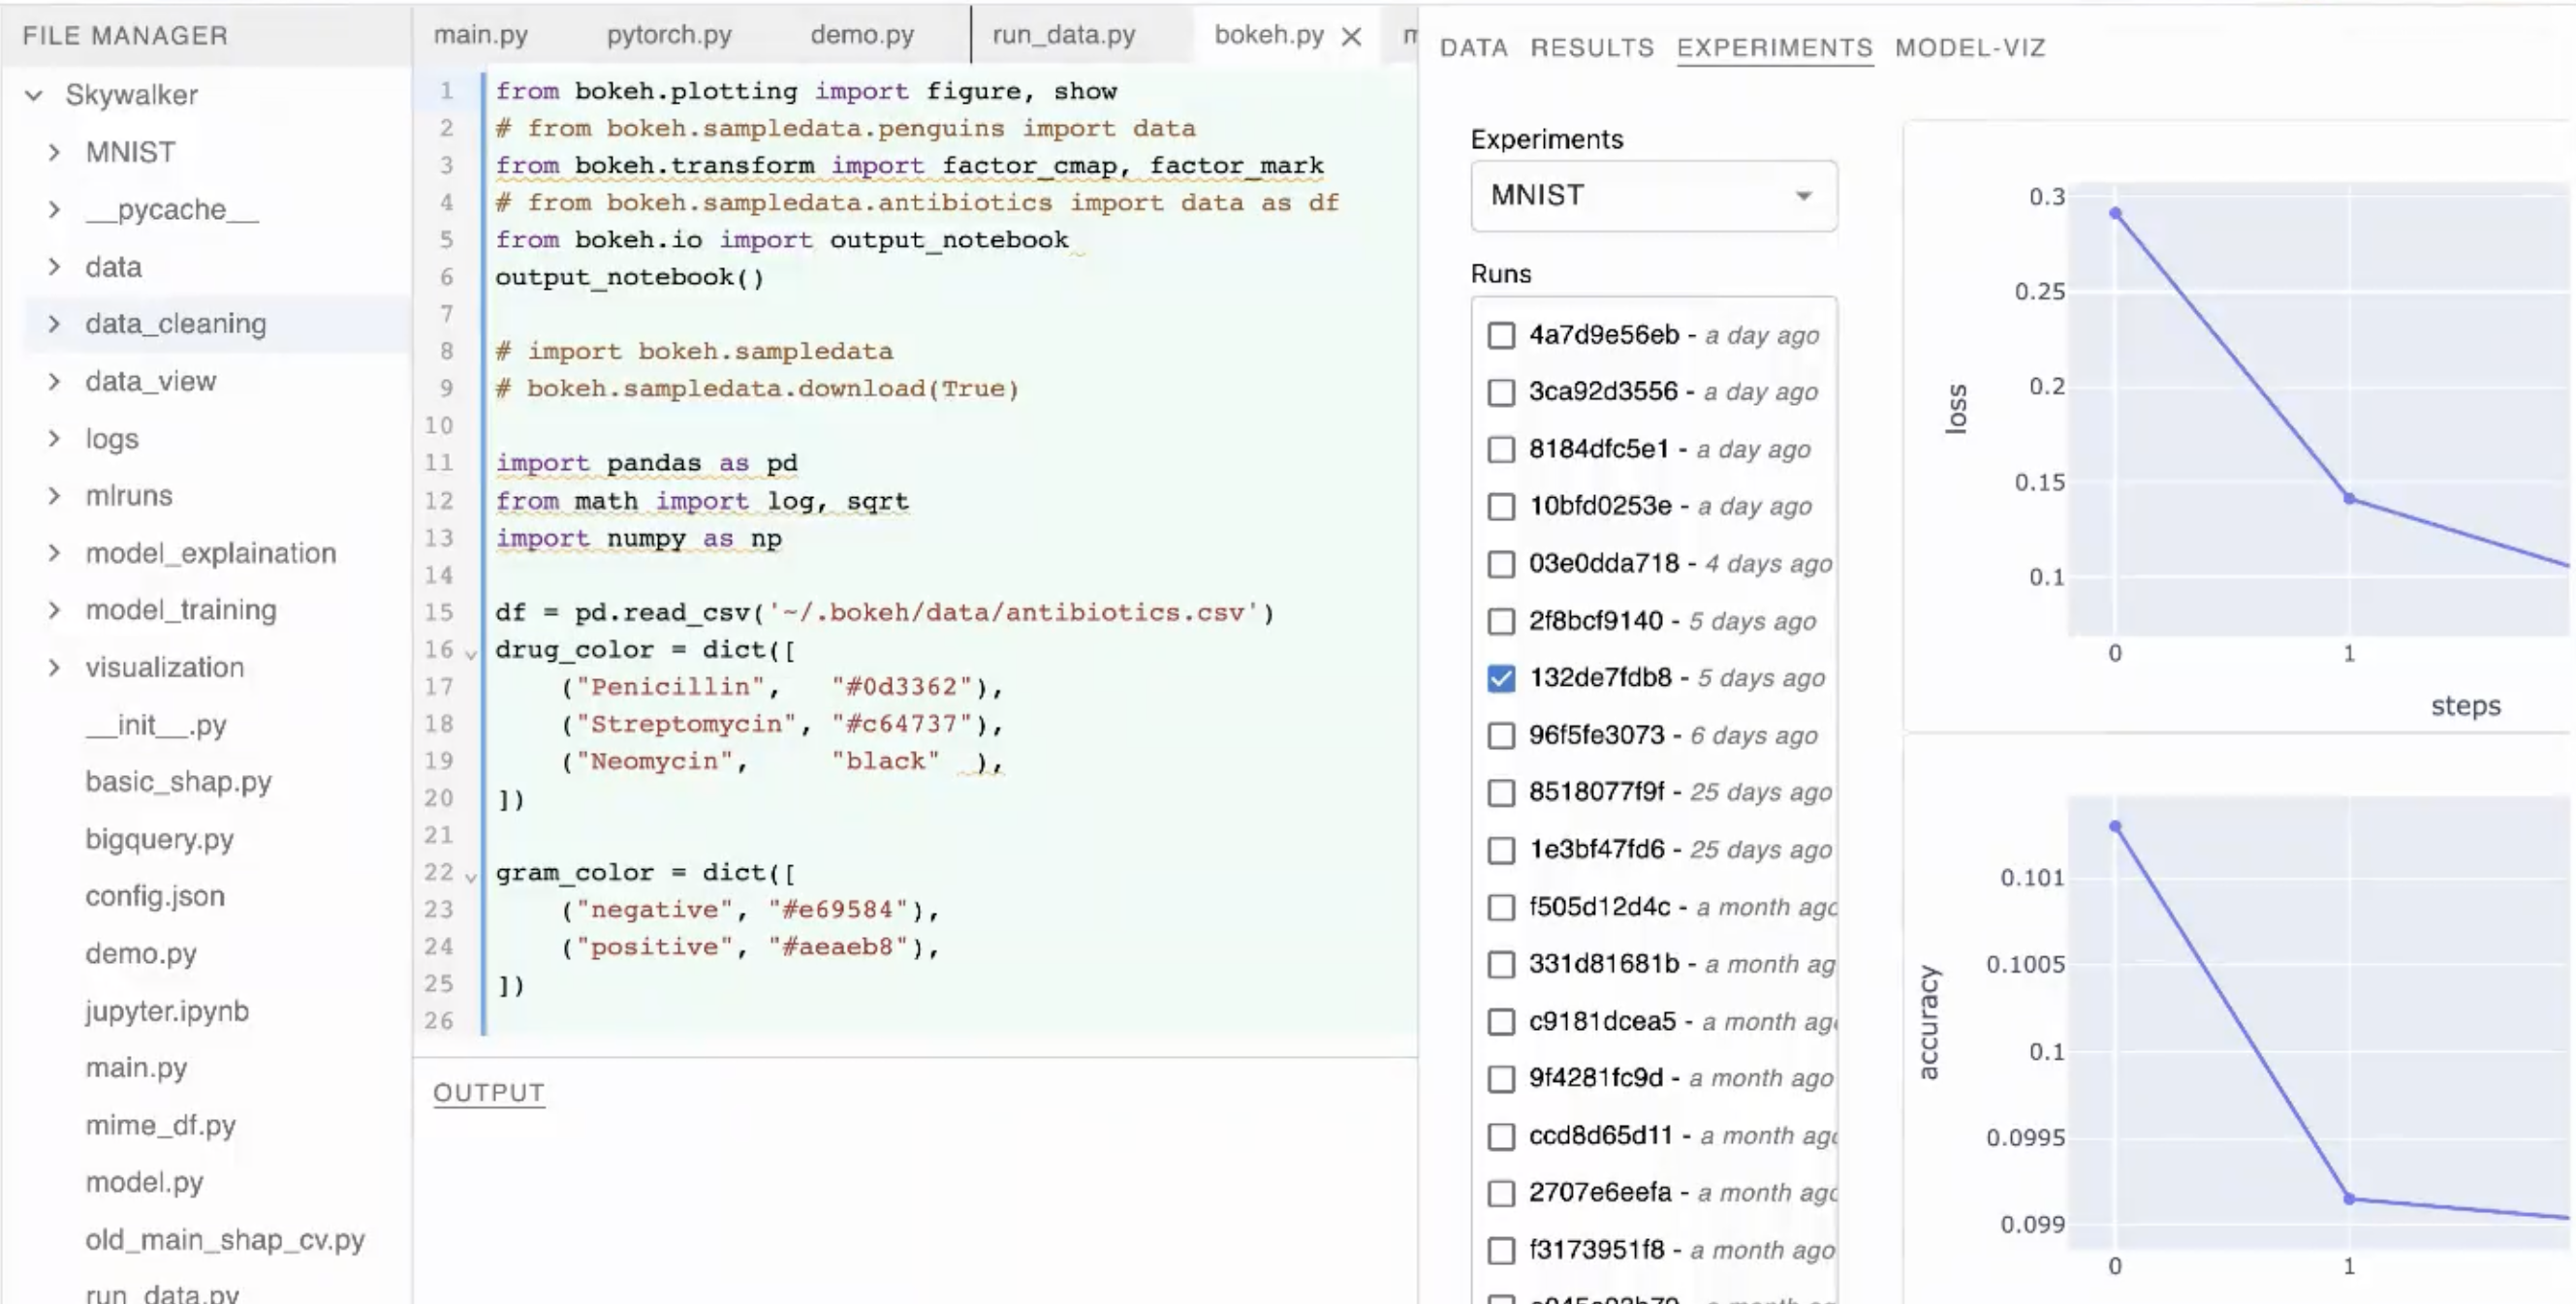 FILE MANAGER
Skywalker
MNIST
__pycache__
data
data_cleaning
data_view
logs
mlruns
model_explaination
model_training
visualization
__init__.py
basic_shap.py
bigquery.py
config.json
demo.py
jupyter.ipynb
main.py
mime_df.py
model.py
old_main_shap_cv.py
run_data.py
main.py pytorch.py demo.py run_data.py bokeh.py
1 from bokeh.plotting import figure, show
2 # from bokeh.sampledata.penguins import data
3 from bokeh.transform import factor_cmap, factor_mark
4 # from bokeh.sampledata.antibiotics import data as df
5 from bokeh.io import output_notebook
6 output_notebook()
7
8 # import bokeh.sampledata
9 # bokeh.sampledata.download(True)
10
11 import pandas as pd
12 from math import log, sqrt
13 import numpy as np
14
15 df = pd.read_csv('~/.bokeh/data/antibiotics.csv')
16 drug_color = dict([
17 ("Penicillin", "#0d3362"),
18 ("Streptomycin", "#c64737"),
19 ("Neomycin", "black" ),
20 ])
21
22 gram_color = dict([
23 ("negative", "#e69584"),
24 ("positive", "#aeaeb8"),
25 ])
26
OUTPUT
DATA RESULTS EXPERIMENTS MODEL-VIZ
Experiments
MNIST
Runs
4a7d9e56eb - a day ago
3ca92d3556 - a day ago
8184dfc5e1 - a day ago
10bfd0253e - a day ago
03e0dda718 - 4 days ago
2f8bcf9140 - 5 days ago
132de7fdb8 - 5 days ago
96f5fe3073 - 6 days ago
8518077f9f - 25 days ago
1e3bf47fd6 - 25 days ago
f505d12d4c - a month ago
331d81681b - a month ag
c9181dcea5 - a month ag
9f4281fc9d - a month ago
ccd8d65d11 - a month ag
2707e6eefa - a month ago
f3173951f8 - a month ago
0.3
0.25
0.2
0.15
0.1
loss
0 1
steps
0.101
0.1005
0.1
0.0995
0.099
accuracy
0 1